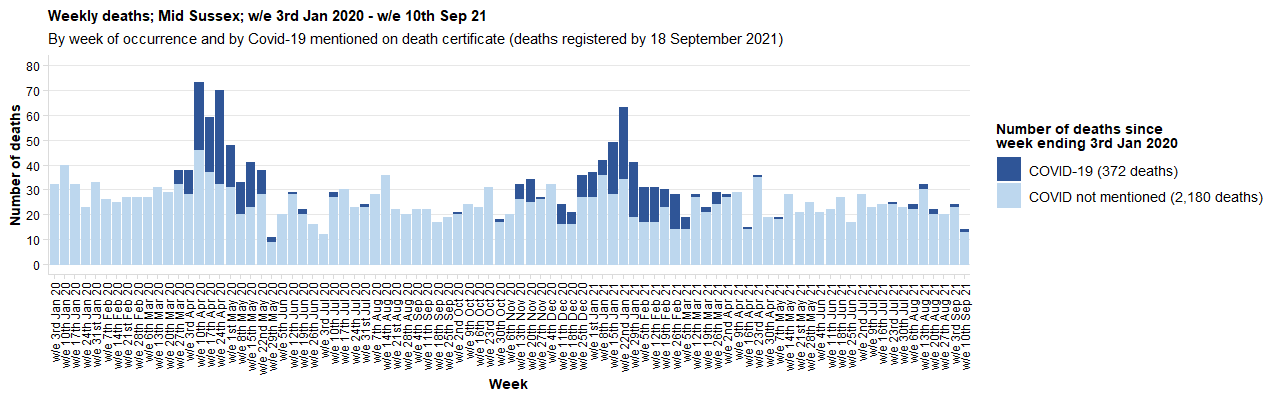 Weekly deaths; Mid Sussex; w/e 3rd Jan 2020 - w/e 10th Sep 21
By week of occurrence and by Covid-19 mentioned on death certificate (deaths registered by 18 September 2021)
Number of deaths
80
70
60
50
40
30
20
10
0
w/e 3rd Jan 20
w/e 10th Jan 20
w/e 17th Jan 20
w/e 24th Jan 20
w/e 31st Jan 20
w/e 7th Feb 20
w/e 14th Feb 20
w/e 21st Feb 20
w/e 28th Feb 20
w/e 6th Mar 20
w/e 13th Mar 20
w/e 20th Mar 20
w/e 27th Mar 20
w/e 3rd Apr 20
w/e 10th Apr 20
w/e 17th Apr 20
w/e 24th Apr 20
w/e 1st May 20
w/e 8th May 20
w/e 15th May 20
w/e 22nd May 20
w/e 29th May 20
w/e 5th Jun 20
w/e 12th Jun 20
w/e 19th Jun 20
w/e 26th Jun 20
w/e 3rd Jul 20
w/e 10th Jul 20
w/e 17th Jul 20
w/e 24th Jul 20
w/e 31st Jul 20
w/e 7th Aug 20
w/e 14th Aug 20
w/e 21st Aug 20
w/e 28th Aug 20
w/e 4th Sep 20
w/e 11th Sep 20
w/e 18th Sep 20
w/e 25th Sep 20
w/e 2nd Oct 20
w/e 9th Oct 20
w/e 16th Oct 20
w/e 23rd Oct 20
w/e 30th Oct 20
w/e 6th Nov 20
w/e 13th Nov 20
w/e 20th Nov 20
w/e 27th Nov 20
w/e 4th Dec 20
w/e 11th Dec 20
w/e 18th Dec 20
w/e 25th Dec 20
w/e 1st Jan 21
w/e 8th Jan 21
w/e 15th Jan 21
w/e 22nd Jan 21
w/e 29th Jan 21
w/e 5th Feb 21
w/e 12th Feb 21
w/e 19th Feb 21
w/e 26th Feb 21
w/e 5th Mar 21
w/e 12th Mar 21
w/e 19th Mar 21
w/e 26th Mar 21
w/e 2nd Apr 21
w/e 9th Apr 21
w/e 16th Apr 21
w/e 23rd Apr 21
w/e 30th Apr 21
w/e 7th May 21
w/e 14th May 21
w/e 21st May 21
w/e 28th May 21
w/e 4th Jun 21
w/e 11th Jun 21
w/e 18th Jun 21
w/e 25th Jun 21
w/e 2nd Jul 21
w/e 9th Jul 21
w/e 16th Jul 21
w/e 23rd Jul 21
w/e 30th Jul 21
w/e 6th Aug 21
w/e 13th Aug 21
w/e 20th Aug 21
w/e 27th Aug 21
w/e 3rd Sep 21
w/e 10th Sep 21
Week
Number of deaths since
week ending 3rd Jan 2020
COVID-19 (372 deaths)
COVID not mentioned (2,180 deaths)